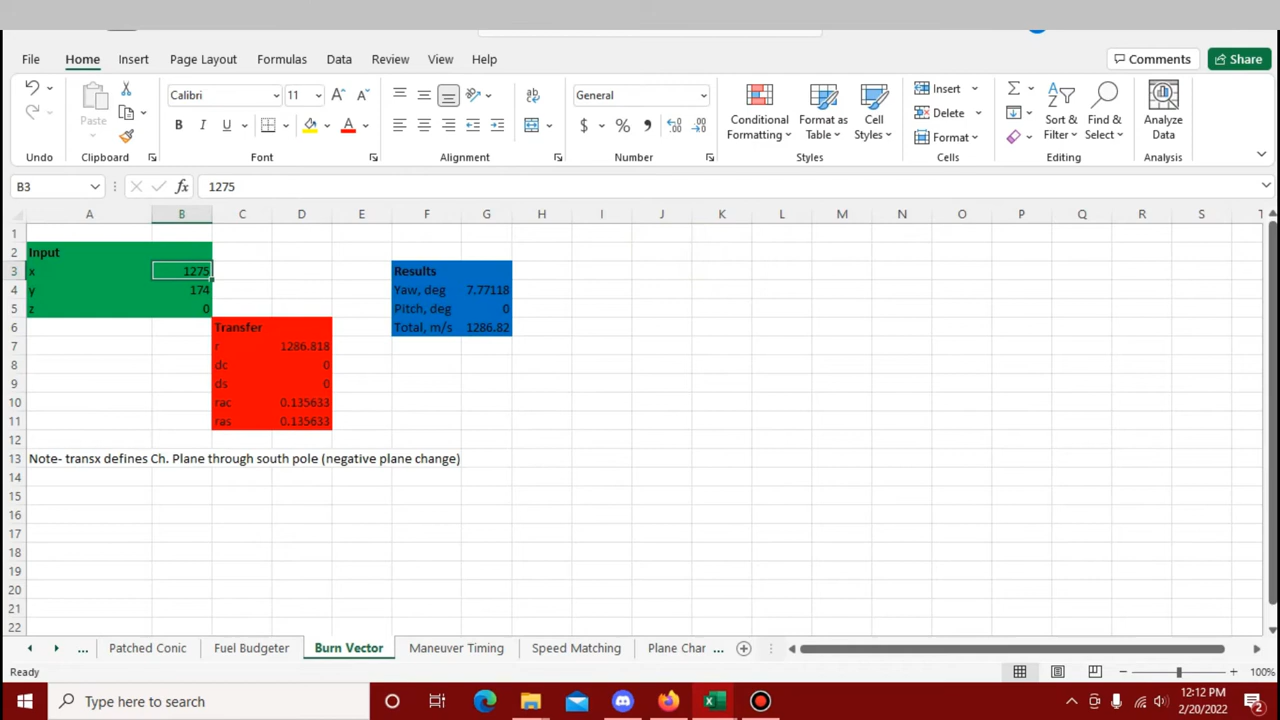 File Home Insert Page Layout Formulas Data Review View Help Comments Share
Calibri 11 General
Insert
Delete
Format
Paste
Conditional Formatting
Format as Table
Cell Styles
Sort & Filter
Find & Select
Analyze Data
Undo Clipboard Font Alignment Number Styles Cells Editing Analysis
B3 fx 1275
A B C D E F G H I J K L M N O P Q R S T
1
2 Input
3 x 1275 Results
4 y 174 Yaw, deg 7.77118
5 z 0 Pitch, deg 0
6 Transfer Total, m/s 1286.82
7 r 1286.818
8 dc 0
9 ds 0
10 rac 0.135633
11 ras 0.135633
12
13 Note- transx defines Ch. Plane through south pole (negative plane change)
14
15
16
17
18
19
20
21
22
... Patched Conic Fuel Budgeter Burn Vector Maneuver Timing Speed Matching Plane Char ...
Ready 100%
Type here to search 12:12 PM
2/20/2022 2